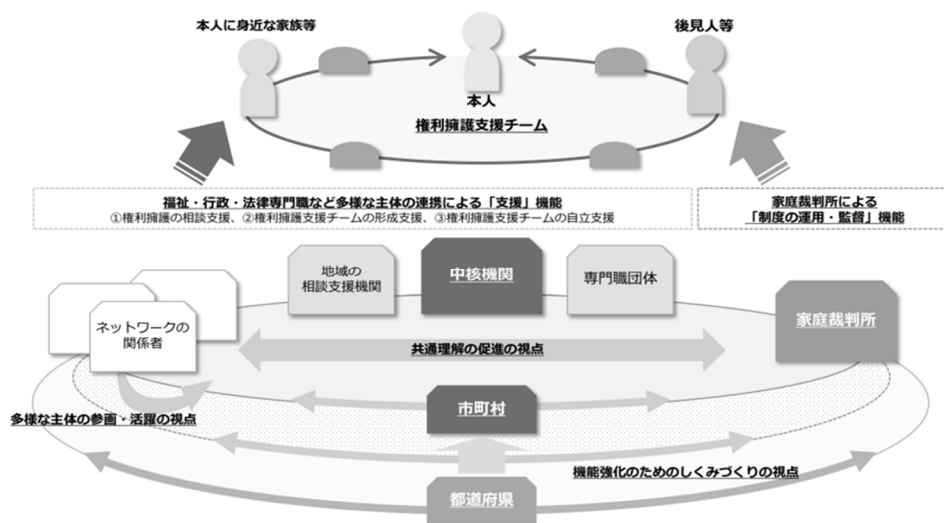 本人に身近な家族等
後見人等
本人
権利擁護支援チーム
福祉・行政・法律専門職など多様な主体の連携による「支援」機能
①権利擁護の相談支援、②権利擁護支援チームの形成支援、③権利擁護支援チームの自立支援
家庭裁判所による
「制度の運用・監督」機能
地域の
相談支援機関
中核機関
専門職団体
ネットワークの
関係者
家庭裁判所
共通理解の促進の視点
多様な主体の参画・活躍の視点
市町村
機能強化のためのしくみづくりの視点
都道府県